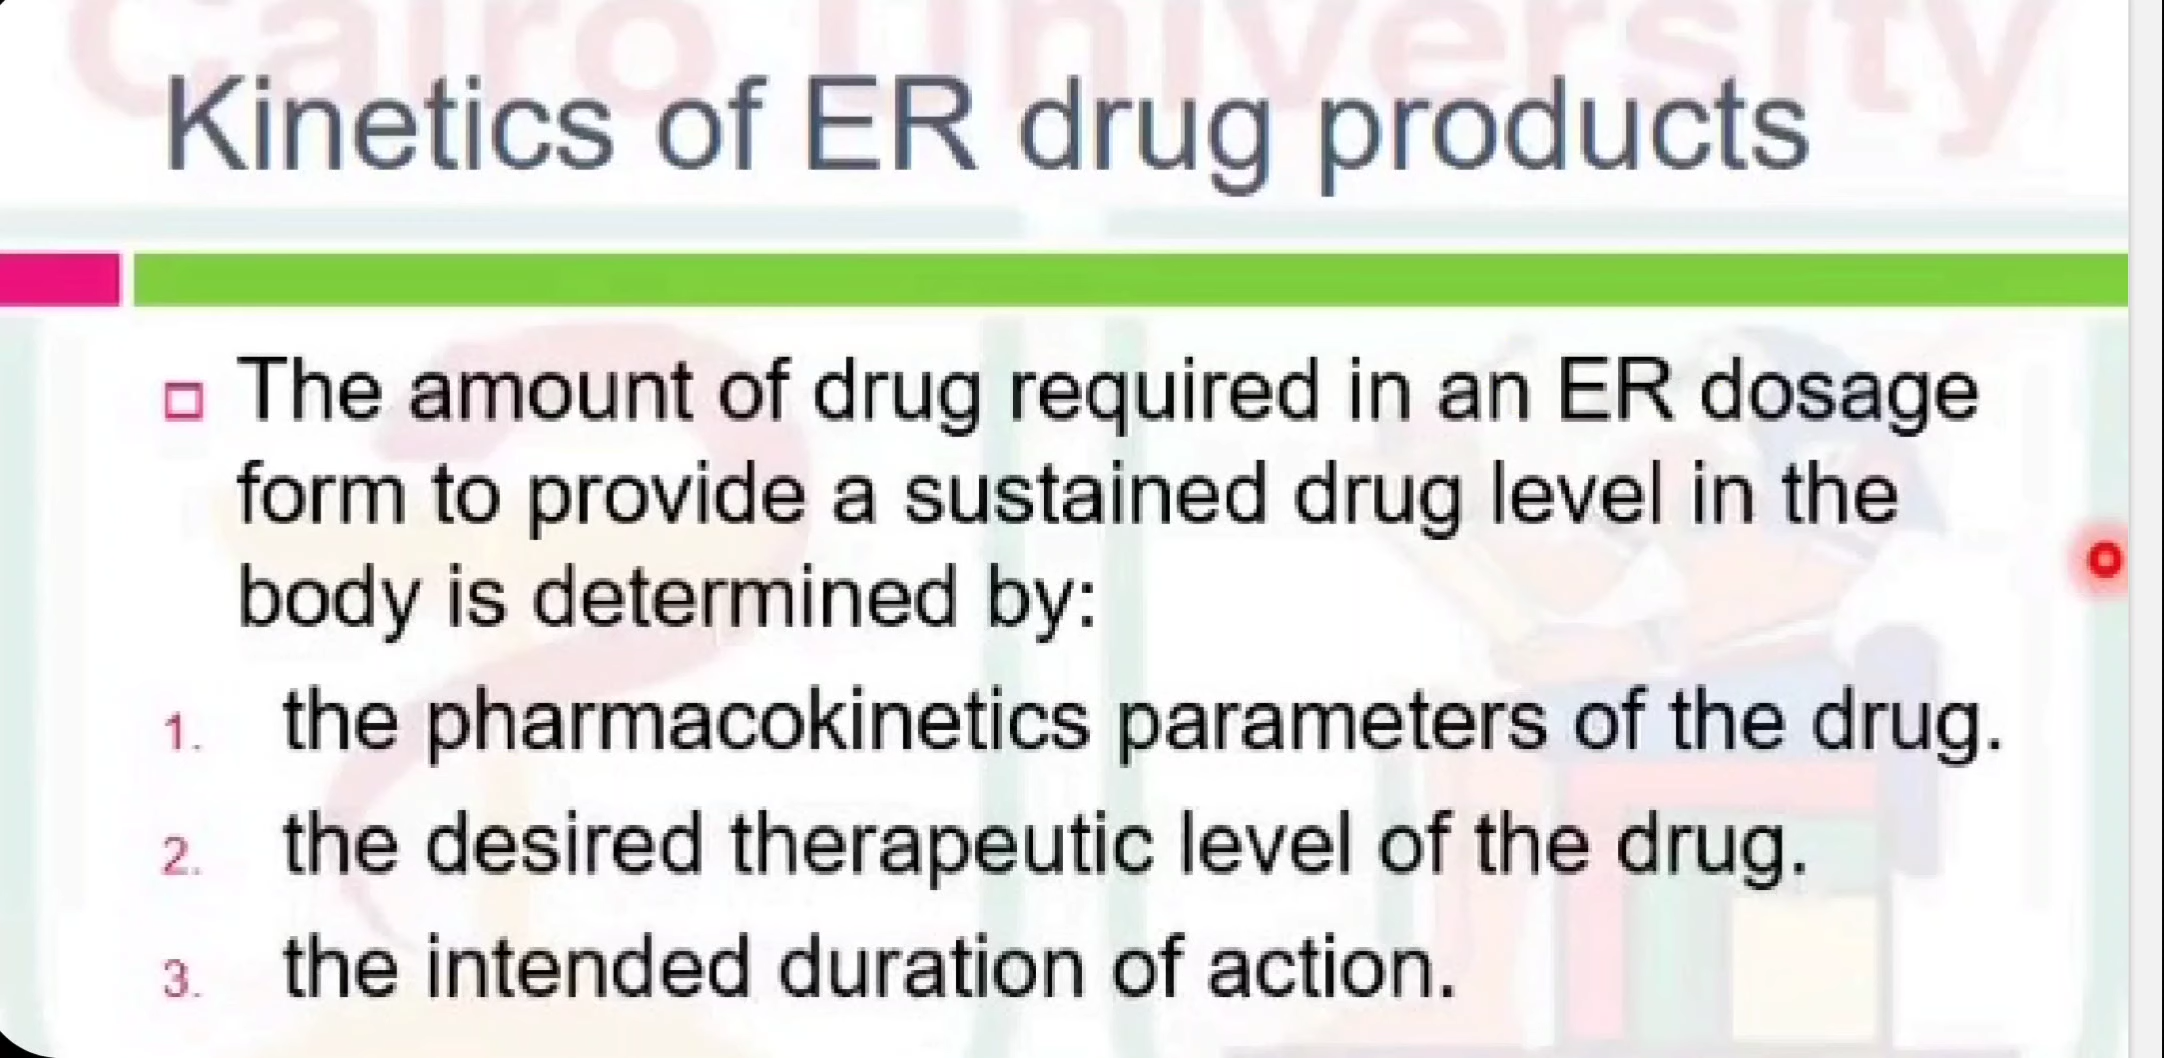 Cairo University
Kinetics of ER drug products
The amount of drug required in an ER dosage
form to provide a sustained drug level in the
body is determined by:
1. the pharmacokinetics parameters of the drug.
2. the desired therapeutic level of the drug.
3. the intended duration of action.